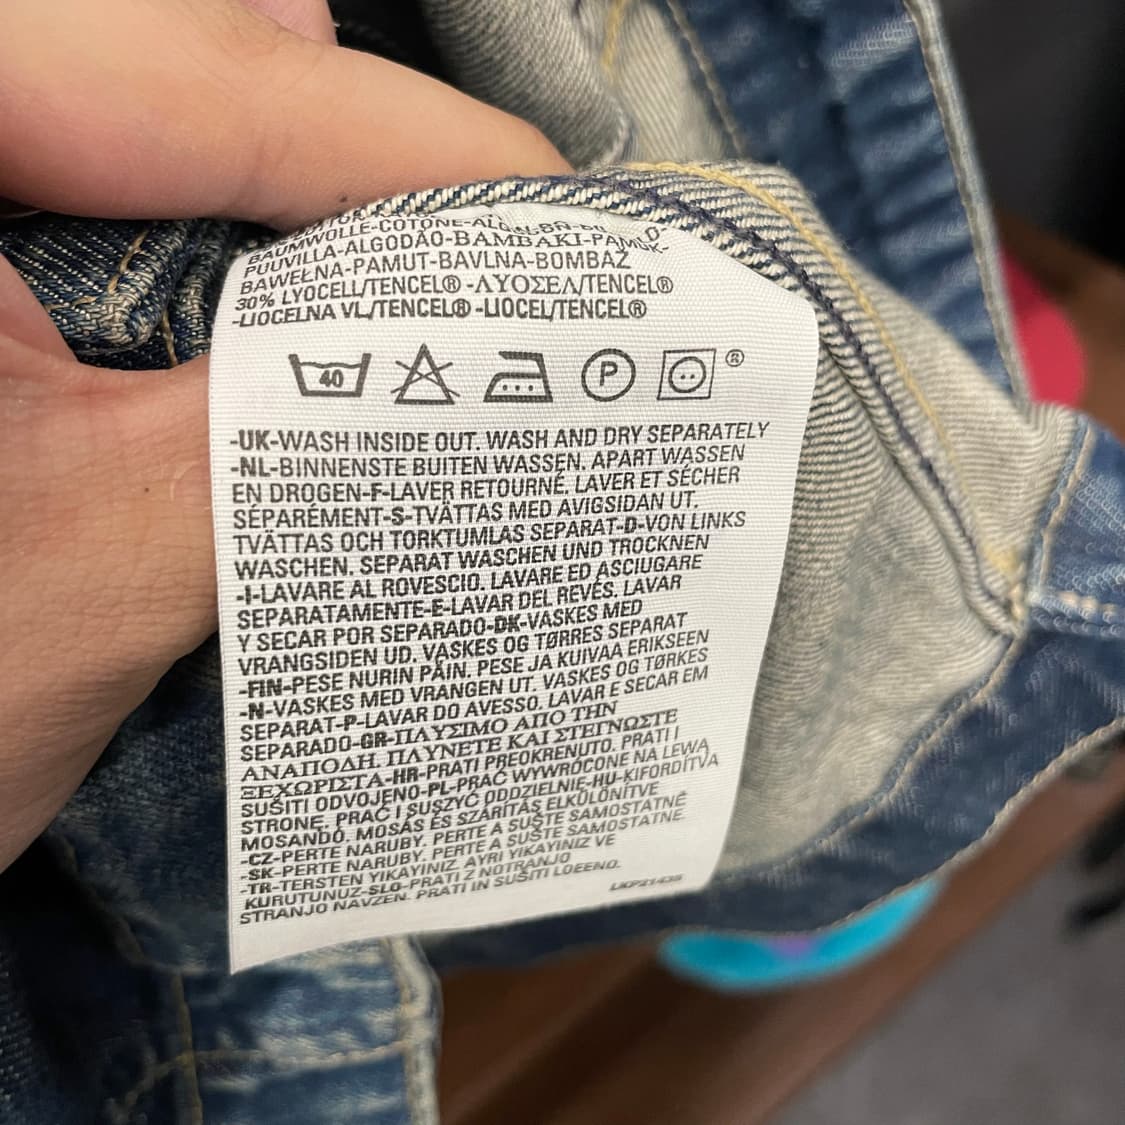 BAUMWOLLE-COTONE-
PUUVILLA-ALGODÃO-BAMBAKI-PAMUK-
BAWEŁNA-PAMUT-BAVLNA-BOMBAŽ
30% LYOCELL/TENCEL® -ΛΥΟΣΕΛ/TENCEL®
-LIOCELNA VL/TENCEL® -LIOCEL/TENCEL®
40 P ®
-UK-WASH INSIDE OUT. WASH AND DRY SEPARATELY
-NL-BINNENSTE BUITEN WASSEN. APART WASSEN
EN DROGEN-F-LAVER RETOURNÉ. LAVER ET SÉCHER
SÉPARÉMENT-S-TVÄTTAS MED AVIGSIDAN UT.
TVÄTTAS OCH TORKTUMLAS SEPARAT-D-VON LINKS
WASCHEN. SEPARAT WASCHEN UND TROCKNEN
-I-LAVARE AL ROVESCIO. LAVARE ED ASCIUGARE
SEPARATAMENTE-E-LAVAR DEL REVÉS. LAVAR
Y SECAR POR SEPARADO-DK-VASKES MED
VRANGSIDEN UD. VASKES OG TØRRES SEPARAT
-FIN-PESE NURIN PÄIN. PESE JA KUIVAA ERIKSEEN
-N-VASKES MED VRANGEN UT. VASKES OG TØRKES
SEPARAT-P-LAVAR DO AVESSO. LAVAR E SECAR EM
SEPARADO-GR-ΠΛΥΣΙΜΟ ΑΠΟ ΤΗΝ
ΑΝΑΠΟΔΗ. ΠΛΥΝΕΤΕ ΚΑΙ ΣΤΕΓΝΩΣΤΕ
ΞΕΧΩΡΙΣΤΑ-HR-PRATI PREOKRENUTO. PRATI I
SUŠITI ODVOJENO-PL-PRAĆ WYWRÓCONE NA LEWĄ
STRONĘ, PRAĆ I SUSZYĆ ODDZIELNIE-HU-KIFORDÍTVA
MOSANDÓ. MOSÁS ÉS SZÁRÍTÁS ELKÜLÖNÍTVE
-CZ-PERTE NARUBY. PERTE A SUŠTE SAMOSTATNĚ
-SK-PERTE NARUBY. PERTE A SUŠTE SAMOSTATNE.
-TR-TERSTEN YIKAYINIZ. AYRI YIKAYINIZ VE
KURUTUNUZ-SLO-PRATI Z NOTRANJO
STRANJO NAVZEN. PRATI IN SUŠITI LOEENO.